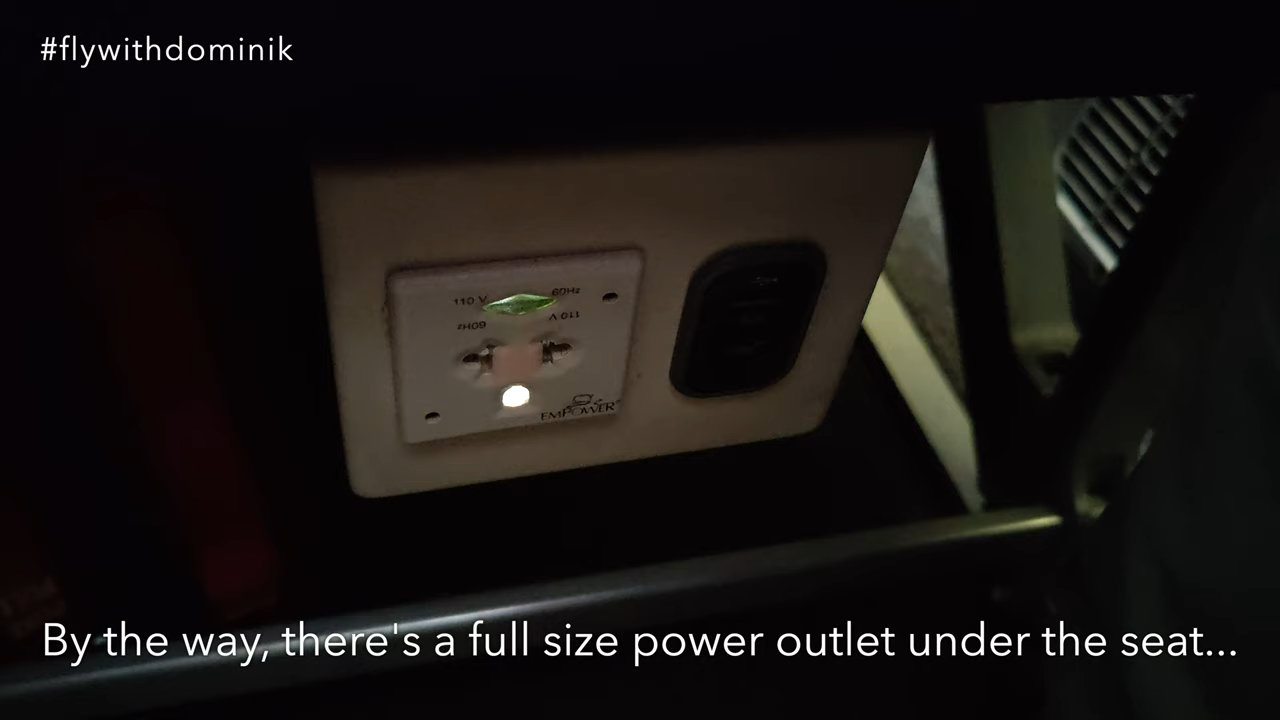 #flywithdominik
110 V 60Hz
110 V
60Hz
EMPOWER
By the way, there's a full size power outlet under the seat...